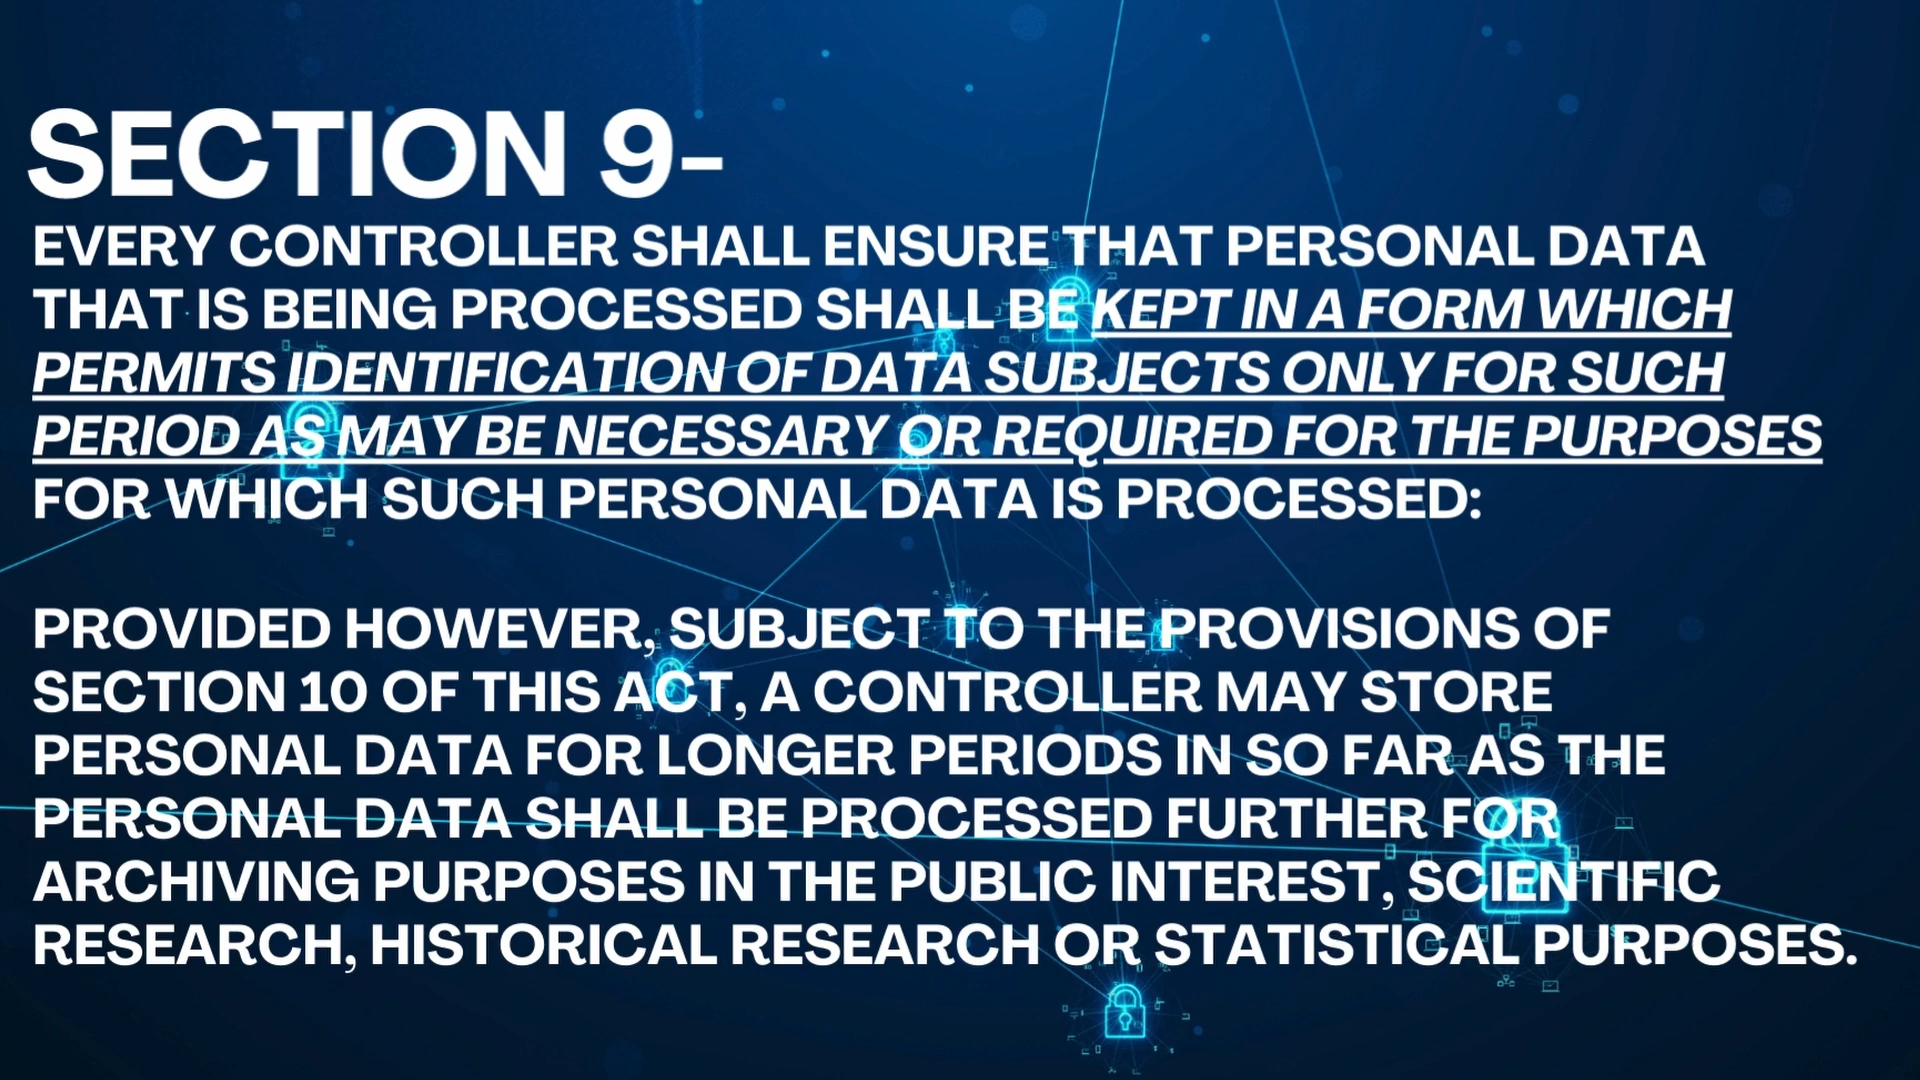 SECTION 9-
EVERY CONTROLLER SHALL ENSURE THAT PERSONAL DATA
THAT IS BEING PROCESSED SHALL BE KEPT IN A FORM WHICH
PERMITS IDENTIFICATION OF DATA SUBJECTS ONLY FOR SUCH
PERIOD AS MAY BE NECESSARY OR REQUIRED FOR THE PURPOSES
FOR WHICH SUCH PERSONAL DATA IS PROCESSED:
PROVIDED HOWEVER, SUBJECT TO THE PROVISIONS OF
SECTION 10 OF THIS ACT, A CONTROLLER MAY STORE
PERSONAL DATA FOR LONGER PERIODS IN SO FAR AS THE
PERSONAL DATA SHALL BE PROCESSED FURTHER FOR
ARCHIVING PURPOSES IN THE PUBLIC INTEREST, SCIENTIFIC
RESEARCH, HISTORICAL RESEARCH OR STATISTICAL PURPOSES.